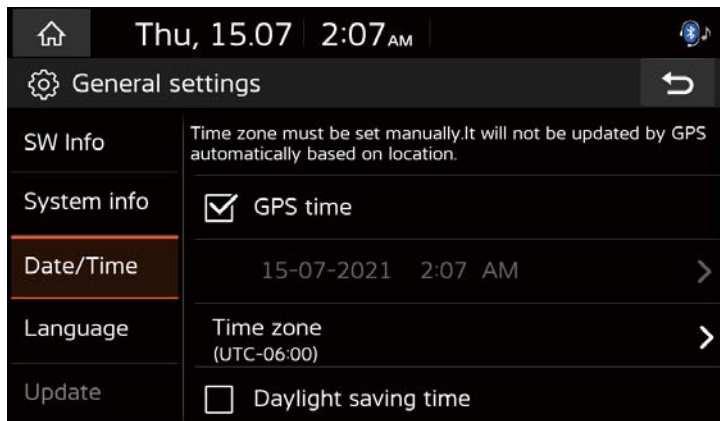 Thu, 15.07 2:07AM
General settings
SW Info
Time zone must be set manually.It will not be updated by GPS
automatically based on location.
System info
GPS time
Date/Time
15-07-2021 2:07 AM
Language
Time zone
(UTC-06:00)
Update
Daylight saving time